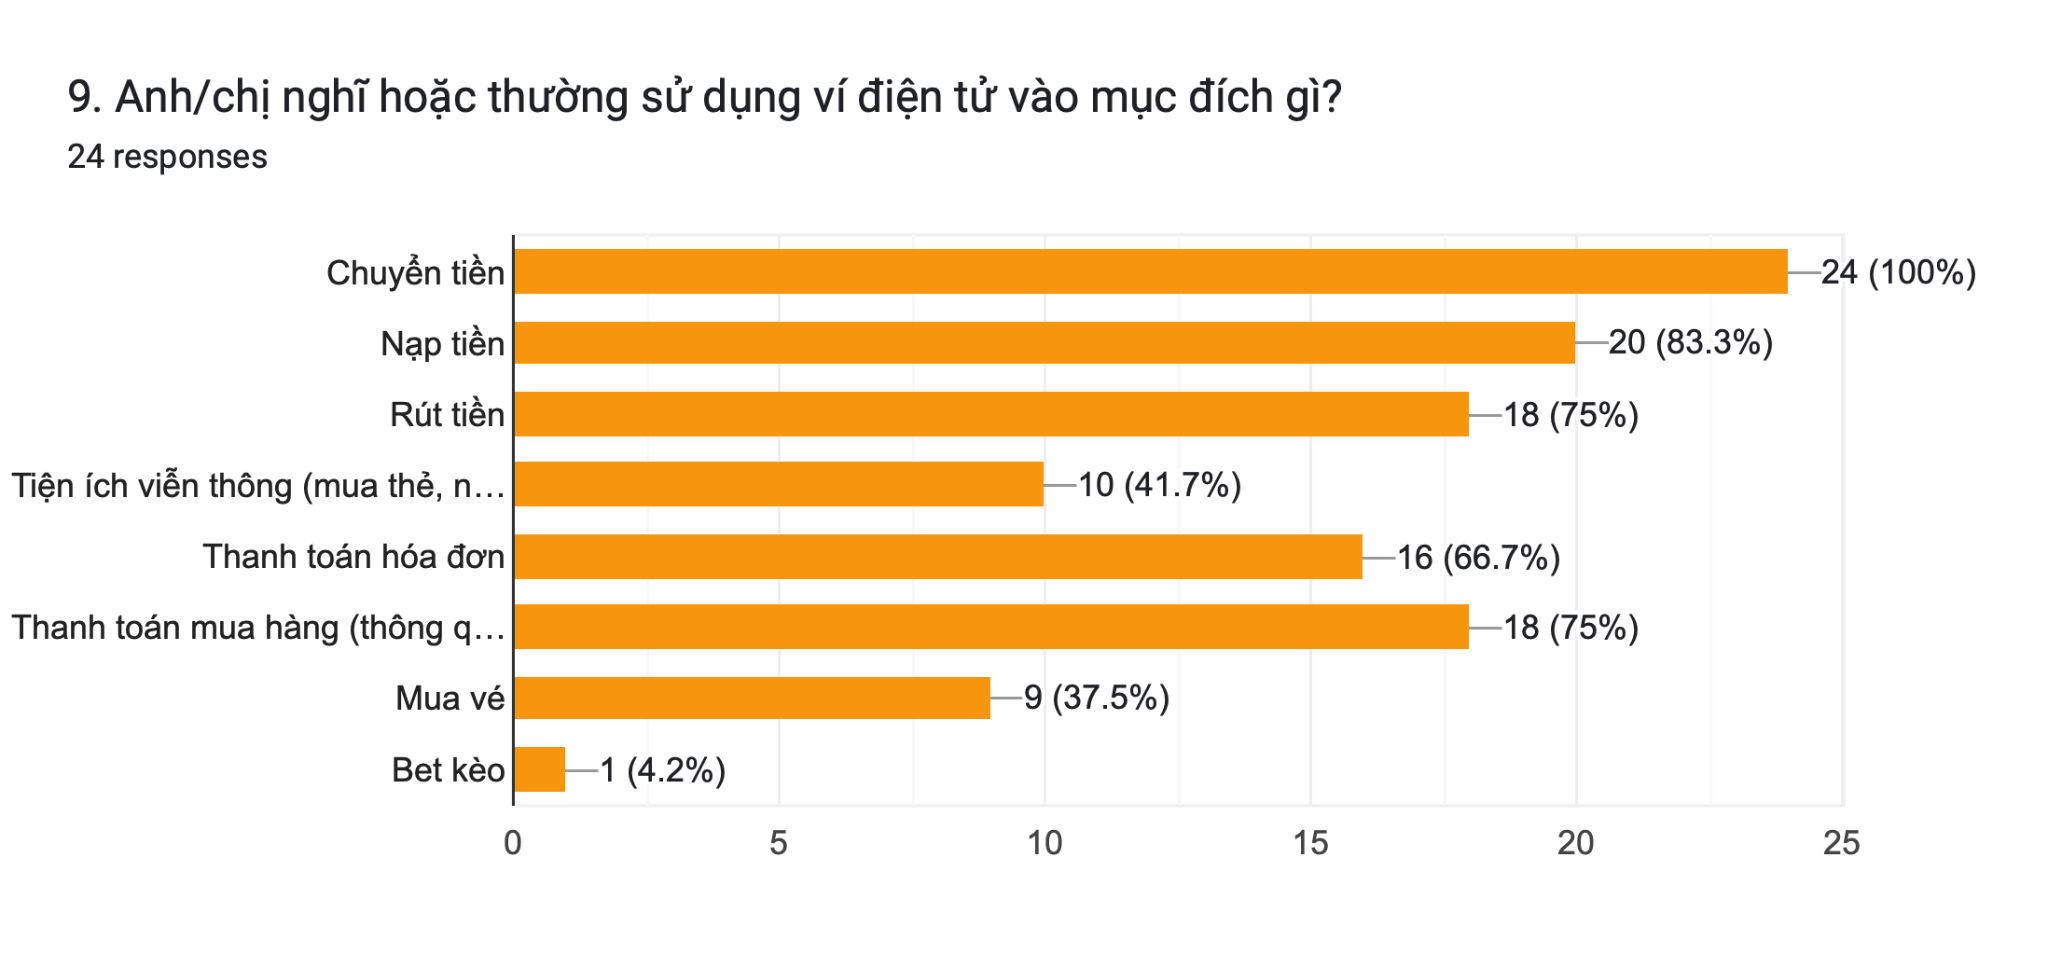 9. Anh/chị nghĩ hoặc thường sử dụng ví điện tử vào mục đích gì?
24 responses
Chuyển tiền 24 (100%)
Nạp tiền 20 (83.3%)
Rút tiền 18 (75%)
Tiện ích viễn thông (mua thẻ, n... 10 (41.7%)
Thanh toán hóa đơn 16 (66.7%)
Thanh toán mua hàng (thông q... 18 (75%)
Mua vé 9 (37.5%)
Bet kèo 1 (4.2%)
0 5 10 15 20 25